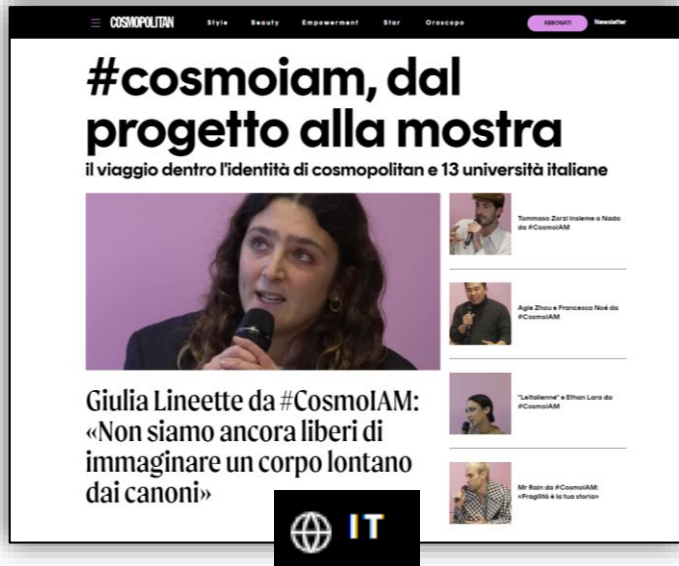 COSMOPOLITAN
Style Beauty Empowerment Star Oroscopo
ABBONATI
Newsletter
#cosmoiam, dal
progetto alla mostra
il viaggio dentro l'identità di cosmopolitan e 13 università italiane
Giulia Lineette da #CosmoIAM:
«Non siamo ancora liberi di
immaginare un corpo lontano
dai canoni»
Tommaso Zorzi insieme a Nada
da #CosmoIAM
Agie Zhou e Francesco Noé da
#CosmoIAM
"LeItalienne" e Ethan Lara da
#CosmoIAM
Mr Rain da #CosmoIAM:
«Fragilità è la tua storia»
IT